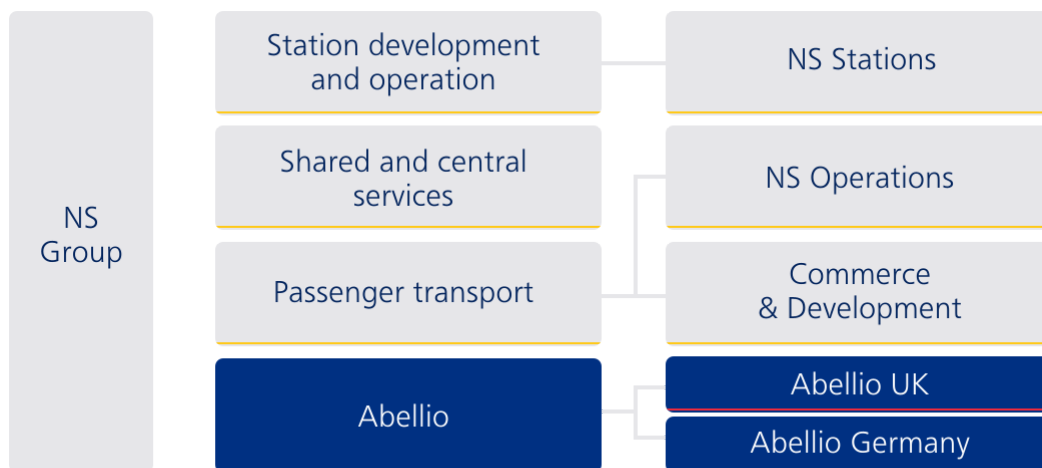 NS
Group
Station development
and operation
NS Stations
Shared and central
services
NS Operations
Passenger transport
Commerce
& Development
Abellio
Abellio UK
Abellio Germany